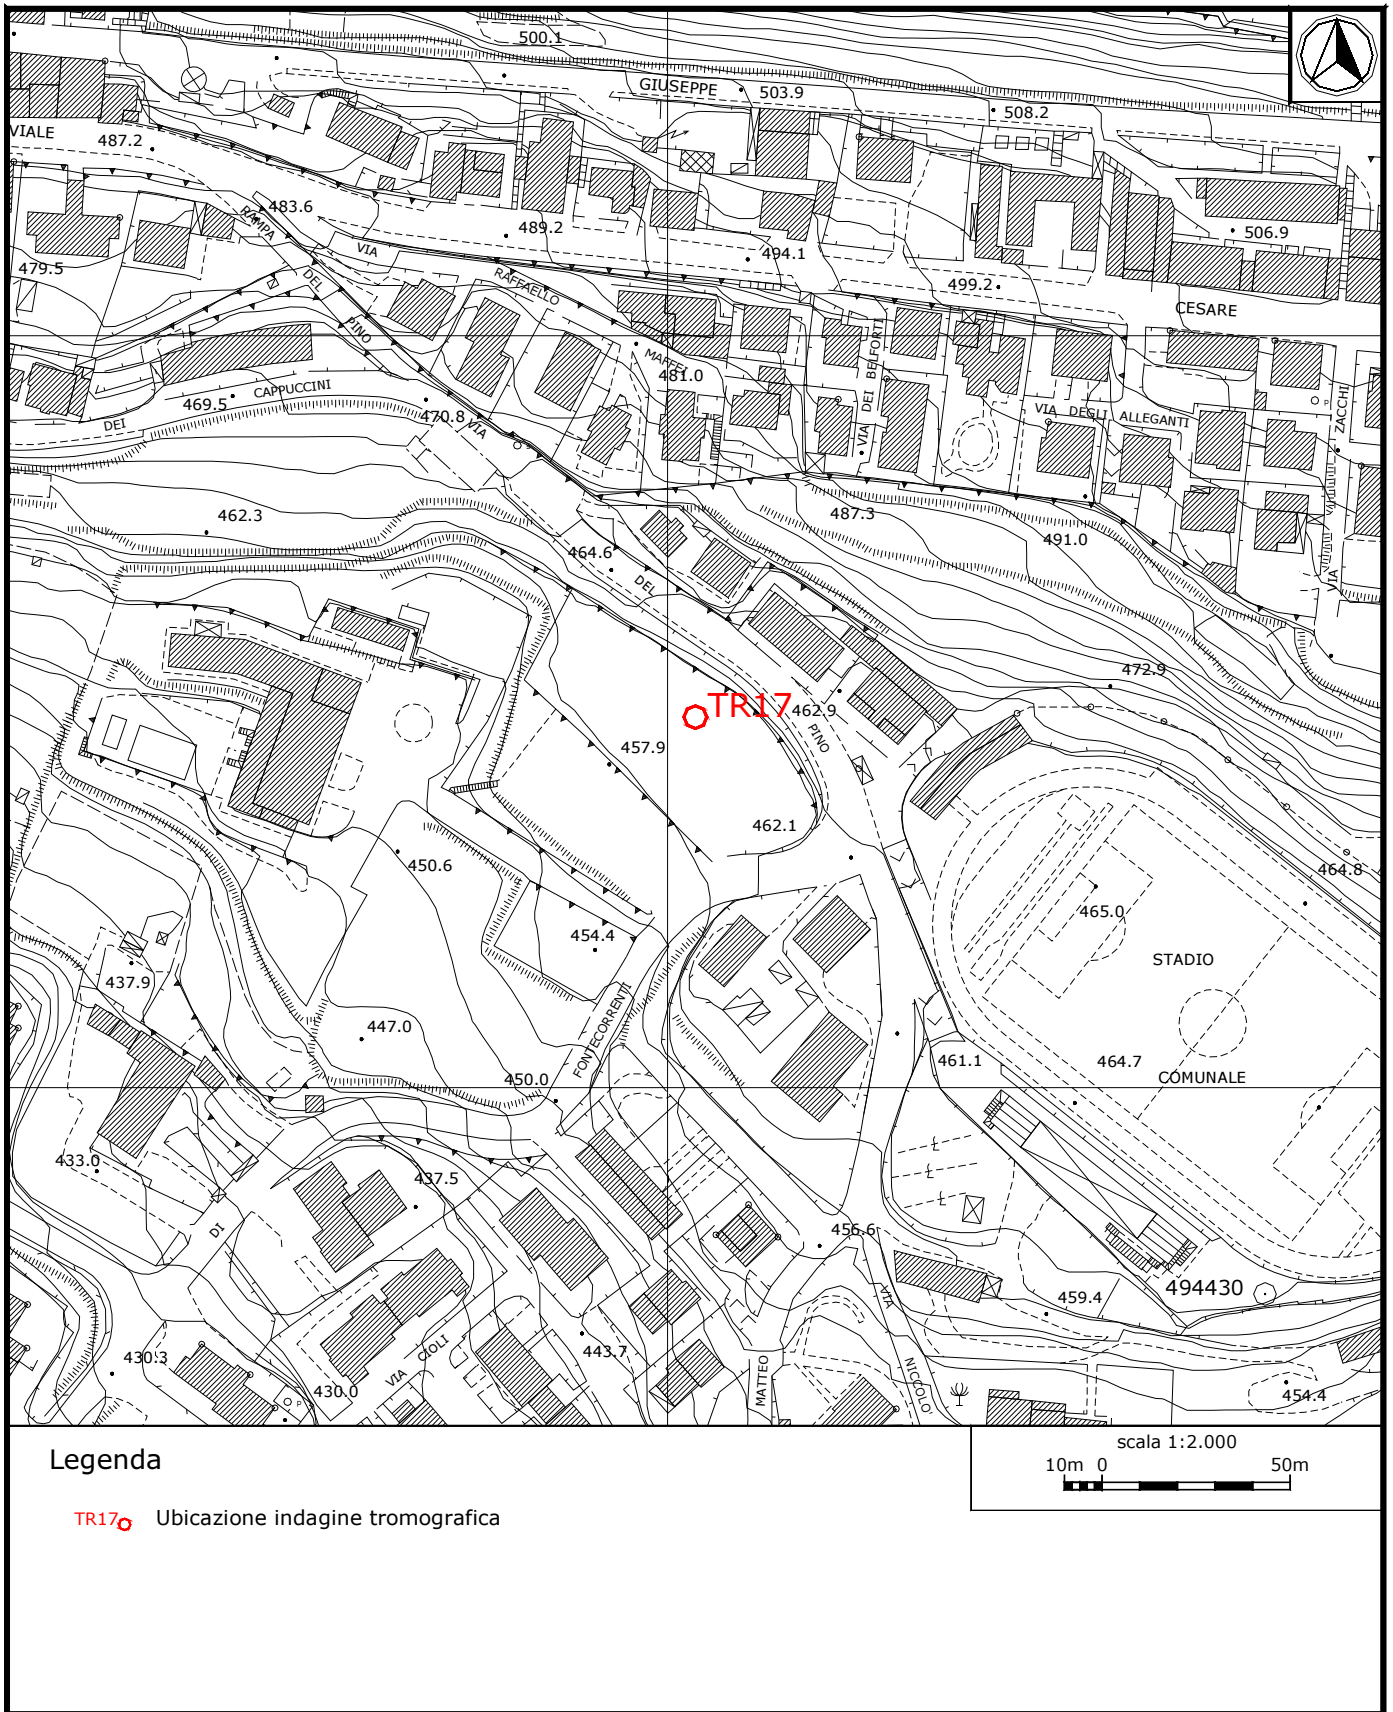 500.1
GIUSEPPE 503.9
508.2
VIALE
487.2
483.6
RAMPA
489.2
506.9
VIA
494.1
479.5
DEL
RAFFAELLO
499.2
CESARE
PINO
MAFFEI
481.0
VIA DEI BELFORTI
CAPPUCCINI
469.5
470.8
VIA DEGLI ALLEGANTI
VIA ZACCHI
P
DEI
VIA
462.3
487.3
491.0
464.6
DEL
472.9
TR17
462.9
PINO
457.9
462.1
450.6
464.8
465.0
454.4
STADIO
437.9
FONTECORRENTI
447.0
461.1
464.7
450.0
COMUNALE
433.0
437.5
DI
456.6
494430
VIA
459.4
430.3
443.7
VIA CIOLI
430.0
P
MATTEO
NICCOLO'
454.4
Legenda
TR17 Ubicazione indagine tromografica
scala 1:2.000
10m 0 50m